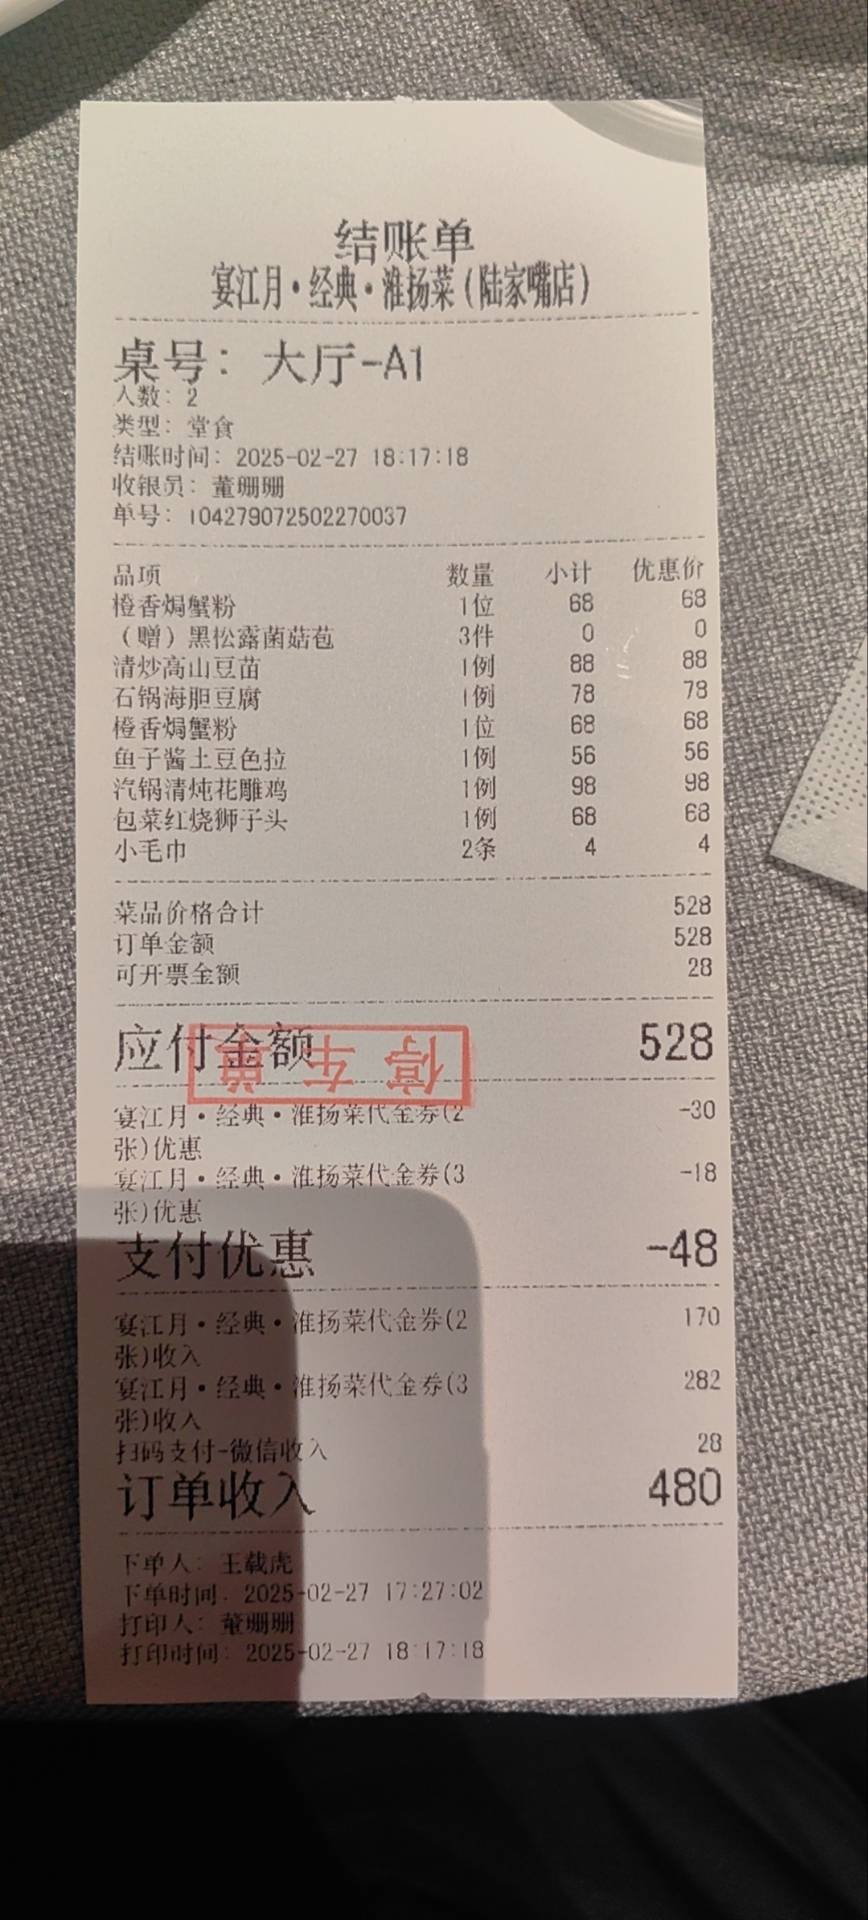 结账单
宴江月·经典·淮扬菜(陆家嘴店)
桌号: 大厅-A1
人数: 2
类型: 堂食
结账时间: 2025-02-27 18:17:18
收银员: 董珊珊
单号: 104279072502270037
品项 数量 小计 优惠价
橙香焗蟹粉 1位 68 68
(赠)黑松露菌菇苞 3件 0 0
清炒高山豆苗 1例 88 88
石锅海胆豆腐 1例 78 78
橙香焗蟹粉 1位 68 68
鱼子酱土豆色拉 1例 56 56
汽锅清炖花雕鸡 1例 98 98
包菜红烧狮子头 1例 68 68
小毛巾 2条 4 4
菜品价格合计 528
订单金额 528
可开票金额 28
应付金额 528
停车单
宴江月·经典·淮扬菜代金券(2 -30
张)优惠
宴江月·经典·淮扬菜代金券(3 -18
张)优惠
支付优惠 -48
宴江月·经典·淮扬菜代金券(2 170
张)收入
宴江月·经典·淮扬菜代金券(3 282
张)收入
扫码支付-微信收入 28
订单收入 480
下单人: 王载虎
下单时间: 2025-02-27 17:27:02
打印人: 董珊珊
打印时间: 2025-02-27 18:17:18